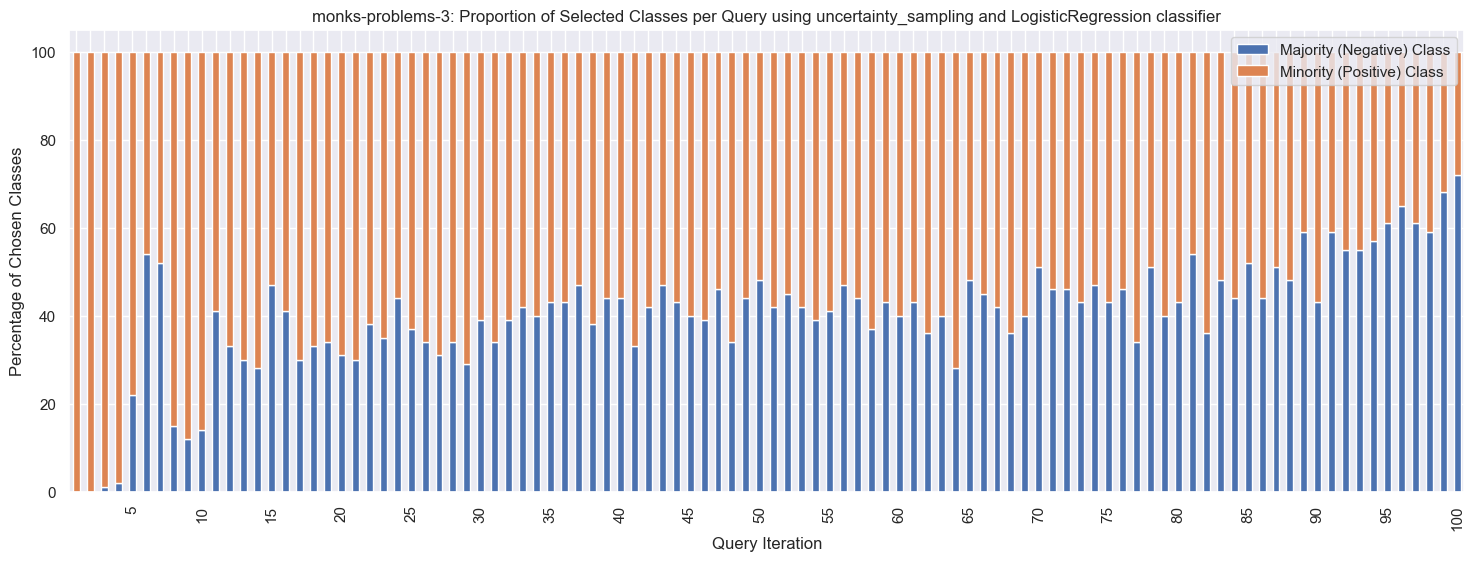 monks-problems-3: Proportion of Selected Classes per Query using uncertainty_sampling and LogisticRegression classifier
Majority (Negative) Class
Minority (Positive) Class
Percentage of Chosen Classes
100
80
60
40
20
0
5 10 15 20 25 30 35 40 45 50 55 60 65 70 75 80 85 90 95 100
Query Iteration